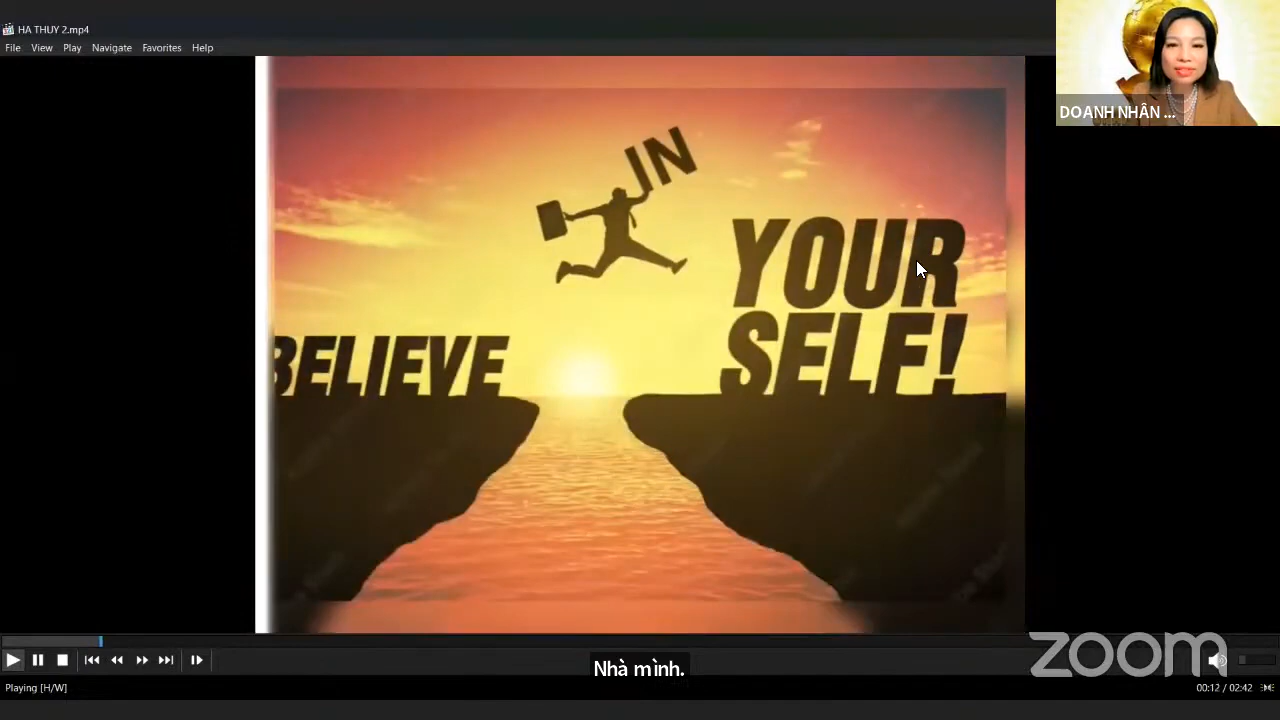 HA THUY 2.mp4
File View Play Navigate Favorites Help
DOANH NHÂN ...
IN
YOUR
SELF!
BELIEVE
zoom
Nhà mình.
Playing [H/W]
00:12 / 02:42